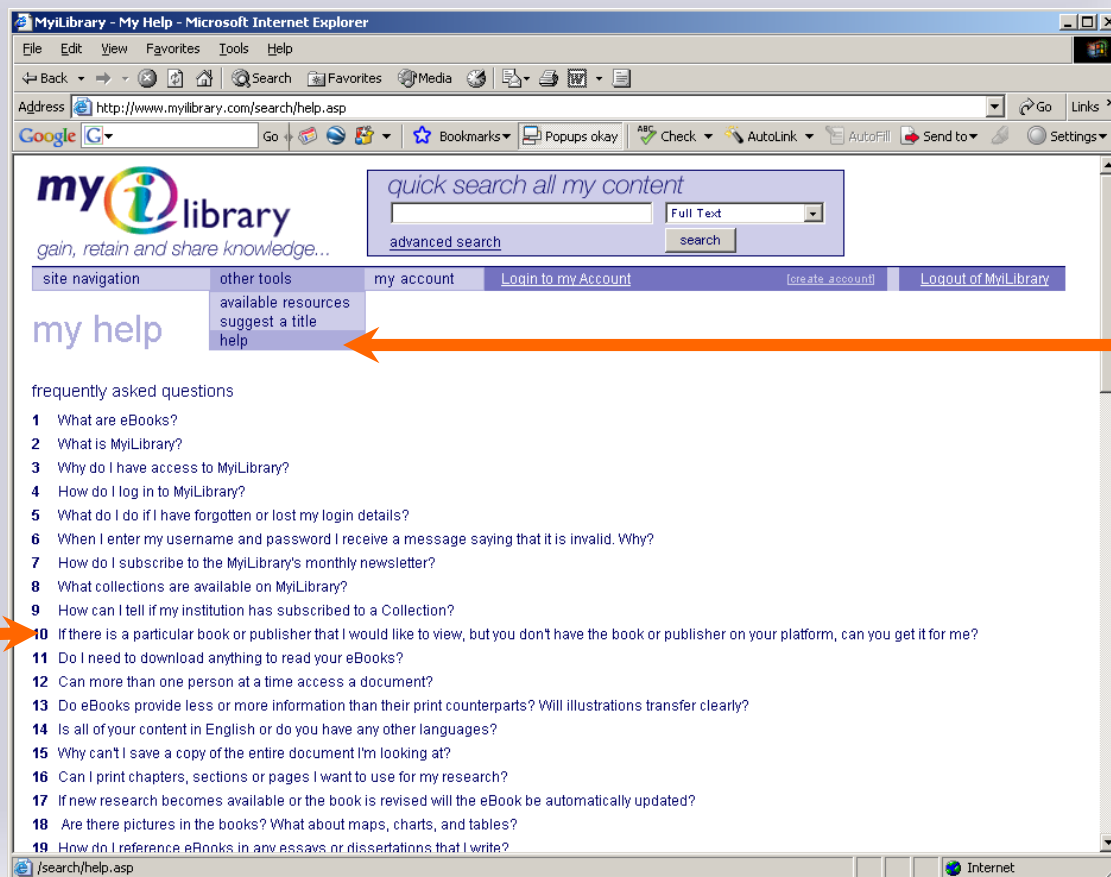 MyiLibrary - My Help - Microsoft Internet Explorer
File Edit View Favorites Tools Help
Back Search Favorites Media
Address http://www.myilibrary.com/search/help.asp Go Links
Google G Go Bookmarks Popups okay ABC Check AutoLink AutoFill Send to Settings
my i library
gain, retain and share knowledge...
quick search all my content
Full Text
advanced search search
site navigation other tools my account Login to my Account [create account] Logout of MyiLibrary
available resources
suggest a title
help
my help
frequently asked questions
1 What are eBooks?
2 What is MyiLibrary?
3 Why do I have access to MyiLibrary?
4 How do I log in to MyiLibrary?
5 What do I do if I have forgotten or lost my login details?
6 When I enter my username and password I receive a message saying that it is invalid. Why?
7 How do I subscribe to the MyiLibrary's monthly newsletter?
8 What collections are available on MyiLibrary?
9 How can I tell if my institution has subscribed to a Collection?
10 If there is a particular book or publisher that I would like to view, but you don't have the book or publisher on your platform, can you get it for me?
11 Do I need to download anything to read your eBooks?
12 Can more than one person at a time access a document?
13 Do eBooks provide less or more information than their print counterparts? Will illustrations transfer clearly?
14 Is all of your content in English or do you have any other languages?
15 Why can't I save a copy of the entire document I'm looking at?
16 Can I print chapters, sections or pages I want to use for my research?
17 If new research becomes available or the book is revised will the eBook be automatically updated?
18 Are there pictures in the books? What about maps, charts, and tables?
19 How do I reference eBooks in any essays or dissertations that I write?
/search/help.asp Internet